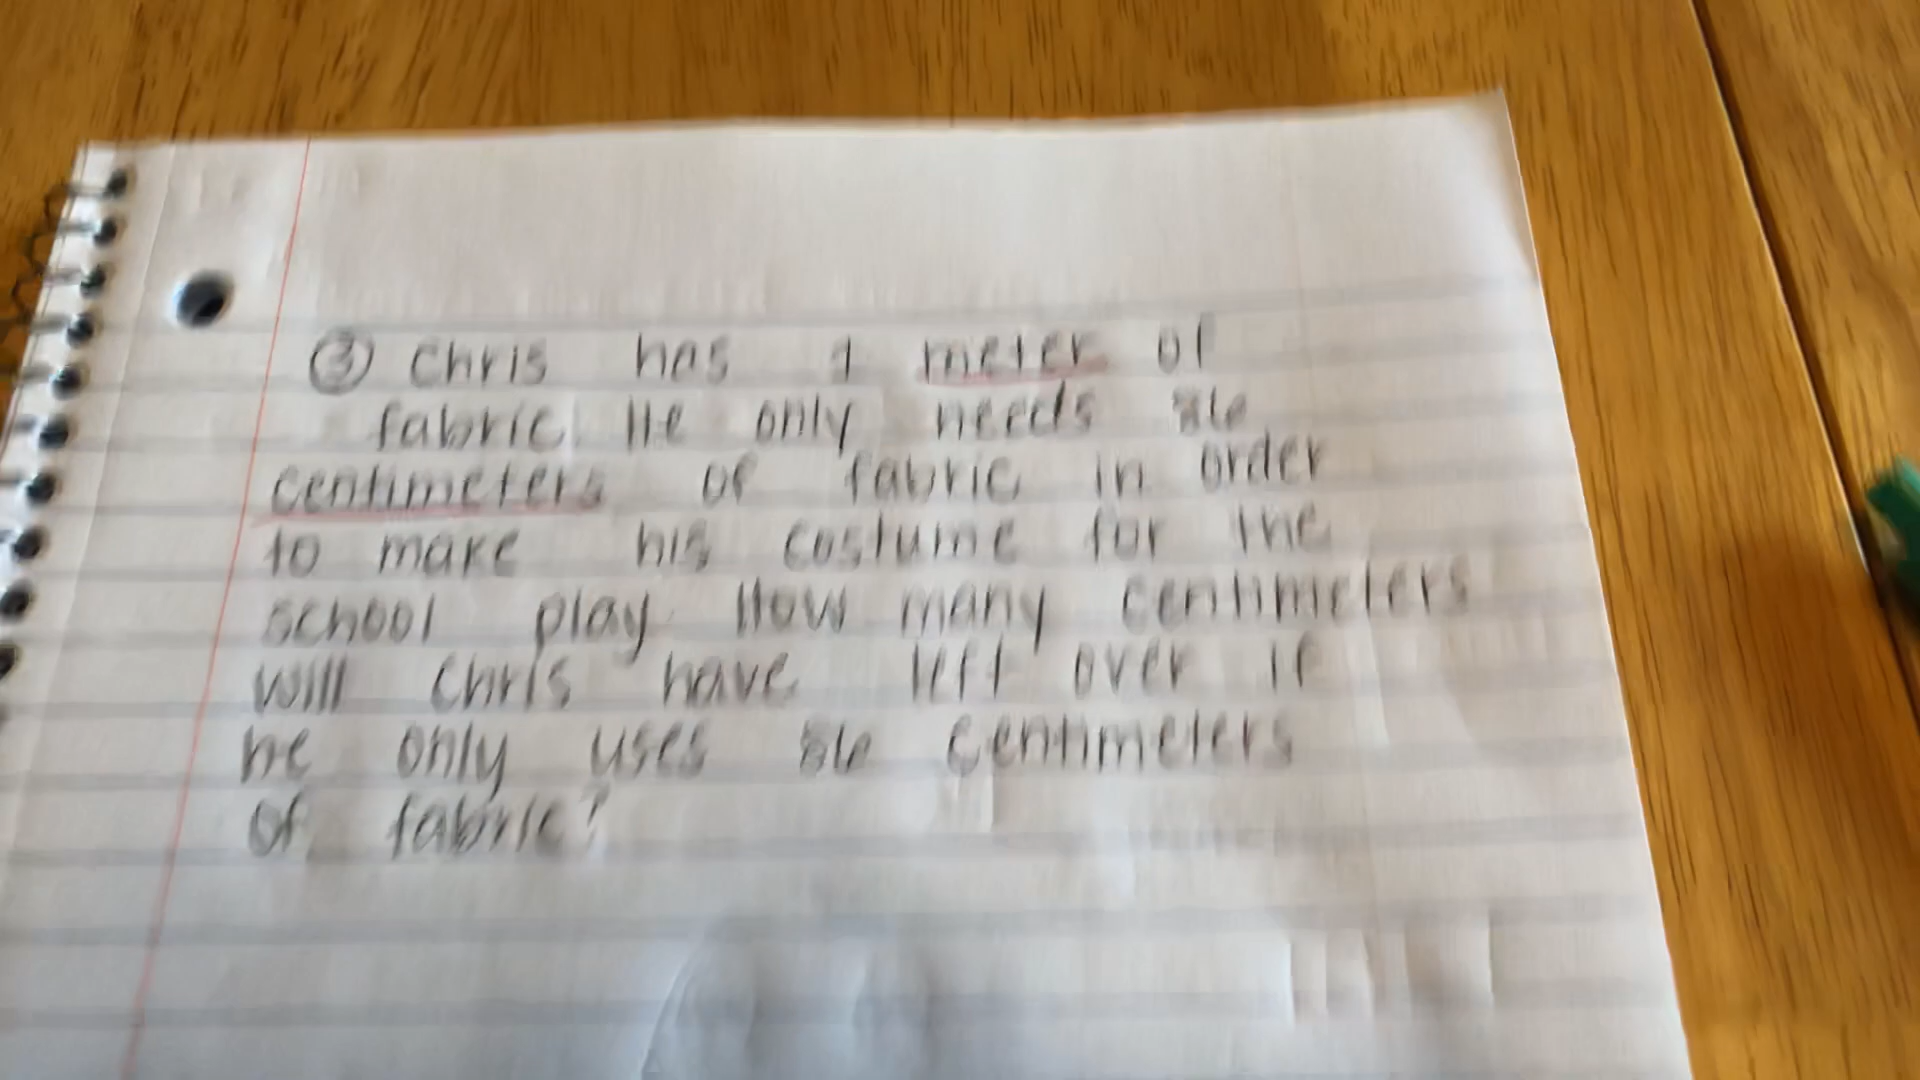 ③ Chris has 1 meter of
fabric. He only needs 86
centimeters of fabric in order
to make his costume for the
school play. How many centimeters
will Chris have left over if
he only uses 86 centimeters
of fabric?